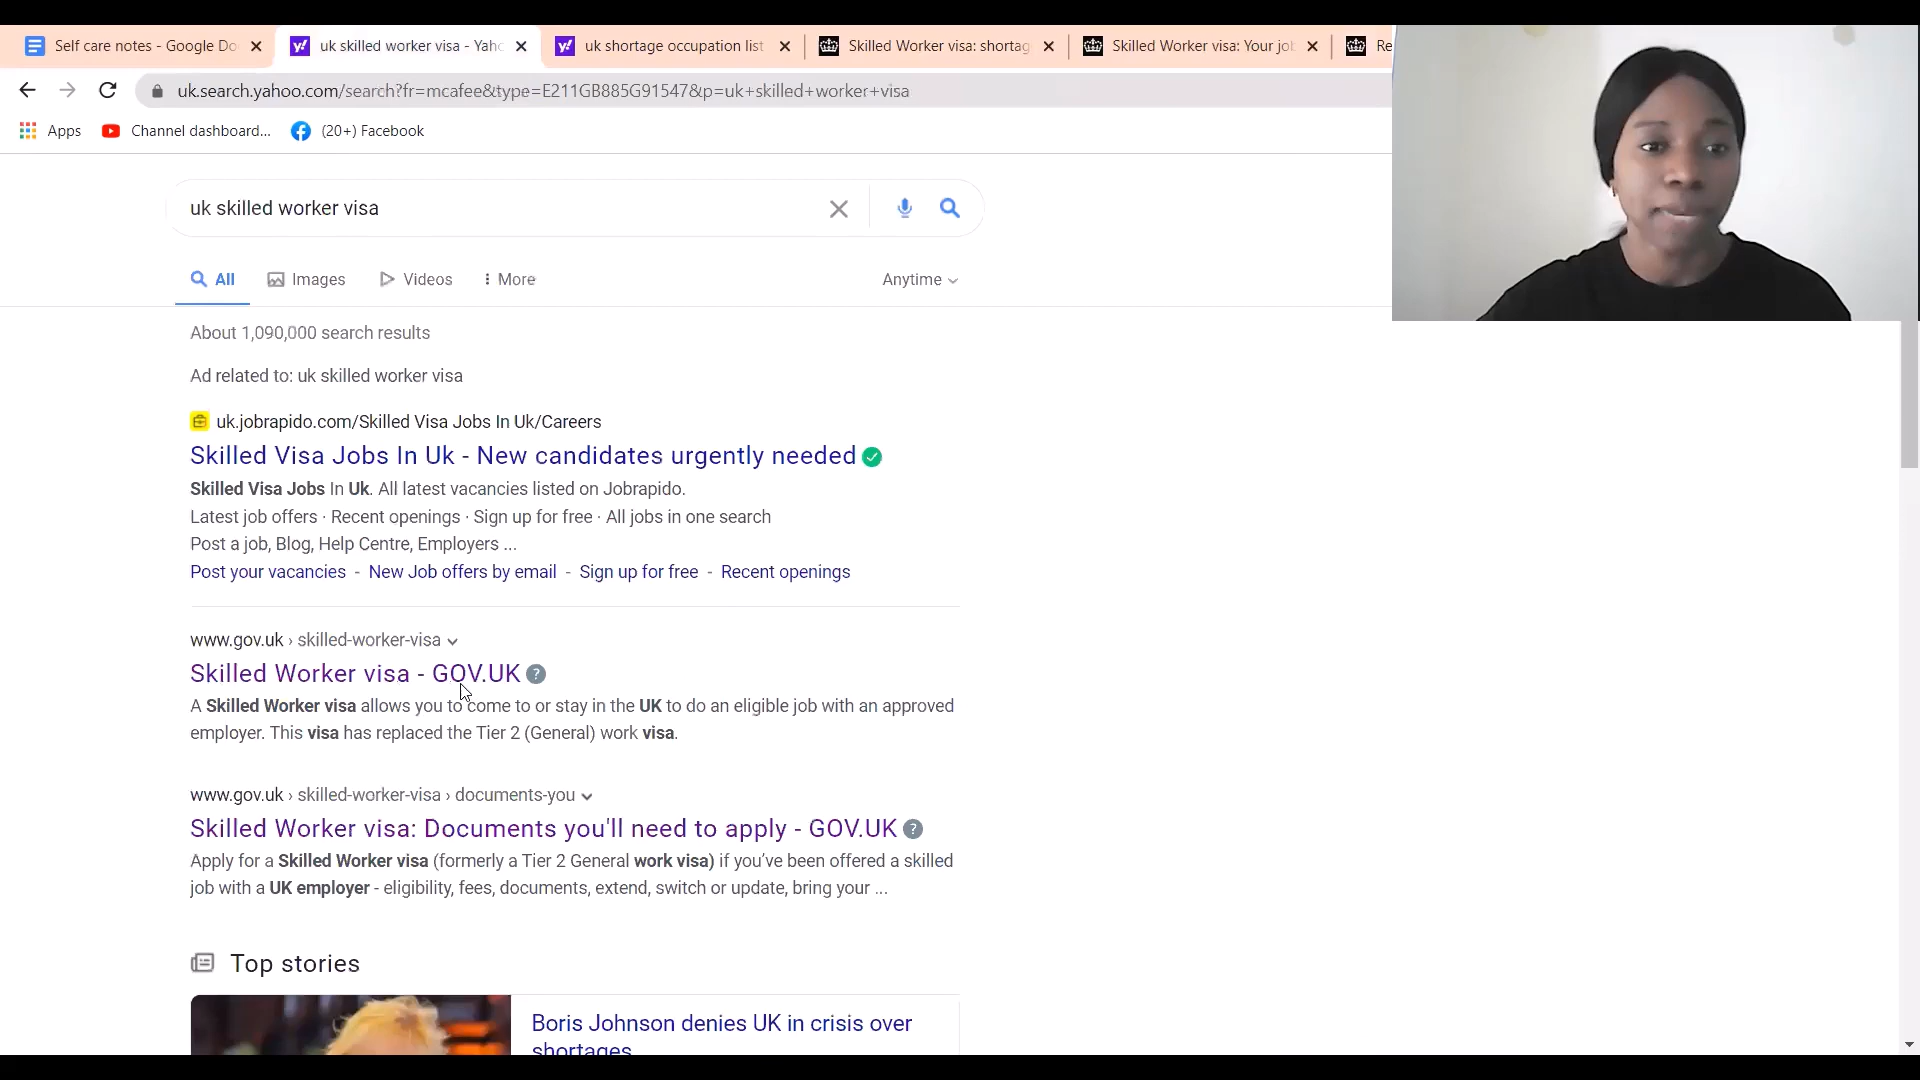 Self care notes - Google Do
uk skilled worker visa - Yaho
uk shortage occupation list
Skilled Worker visa: shortag
Skilled Worker visa: Your job
Re
uk.search.yahoo.com/search?fr=mcafee&type=E211GB885G91547&p=uk+skilled+worker+visa
Apps
Channel dashboard...
(20+) Facebook
uk skilled worker visa
All
Images
Videos
More
Anytime
About 1,090,000 search results
Ad related to: uk skilled worker visa
uk.jobrapido.com/Skilled Visa Jobs In Uk/Careers
Skilled Visa Jobs In Uk - New candidates urgently needed
Skilled Visa Jobs In Uk. All latest vacancies listed on Jobrapido.
Latest job offers · Recent openings · Sign up for free · All jobs in one search
Post a job, Blog, Help Centre, Employers ...
Post your vacancies - New Job offers by email - Sign up for free - Recent openings
www.gov.uk › skilled-worker-visa
Skilled Worker visa - GOV.UK
A Skilled Worker visa allows you to come to or stay in the UK to do an eligible job with an approved
employer. This visa has replaced the Tier 2 (General) work visa.
www.gov.uk › skilled-worker-visa › documents-you
Skilled Worker visa: Documents you'll need to apply - GOV.UK
Apply for a Skilled Worker visa (formerly a Tier 2 General work visa) if you’ve been offered a skilled
job with a UK employer - eligibility, fees, documents, extend, switch or update, bring your ...
Top stories
Boris Johnson denies UK in crisis over
shortages